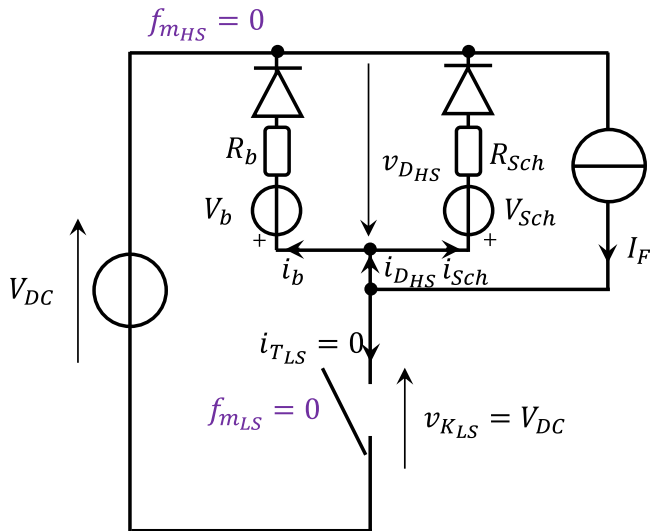 f_{m_{HS}} = 0
R_b
v_{D_{HS}}
R_{Sch}
V_b
V_{Sch}
+
+
i_b
i_{D_{HS}}
i_{Sch}
I_F
V_{DC}
i_{T_{LS}} = 0
f_{m_{LS}} = 0
v_{K_{LS}} = V_{DC}